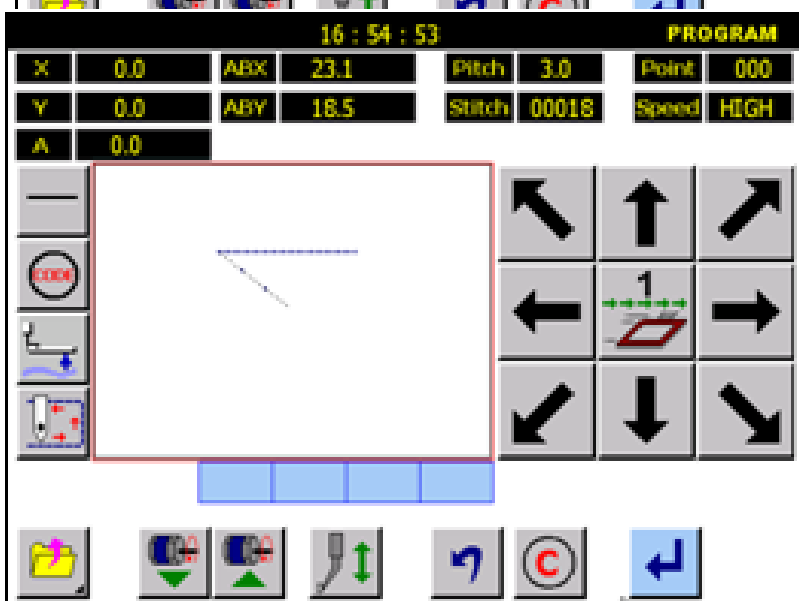 16 : 54 : 53 PROGRAM
X 0.0 ABX 23.1 Pitch 3.0 Point 000
Y 0.0 ABY 18.5 Stitch 00018 Speed HIGH
A 0.0
CODE
1
C